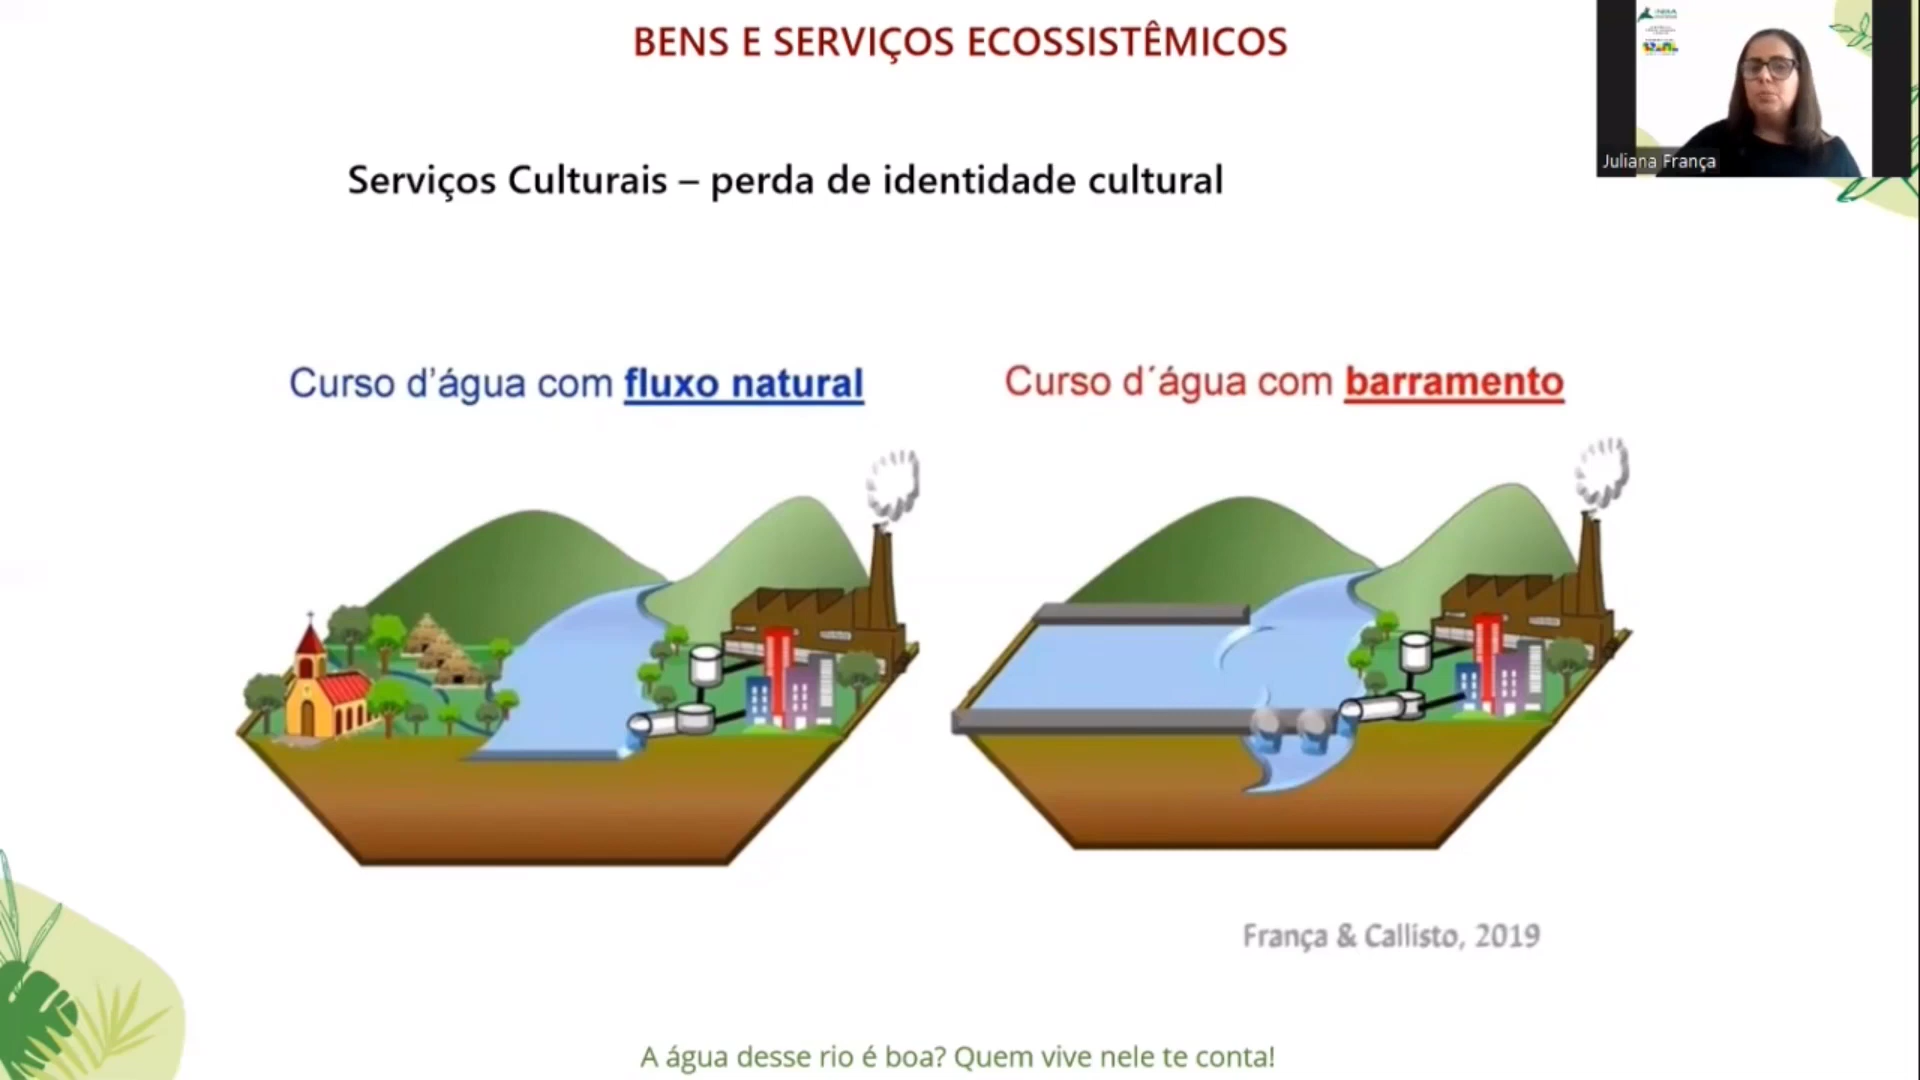 BENS E SERVIÇOS ECOSSISTÊMICOS
Juliana França
Serviços Culturais – perda de identidade cultural
Curso d'água com fluxo natural
Curso d´água com barramento
França & Callisto, 2019
A água desse rio é boa? Quem vive nele te conta!